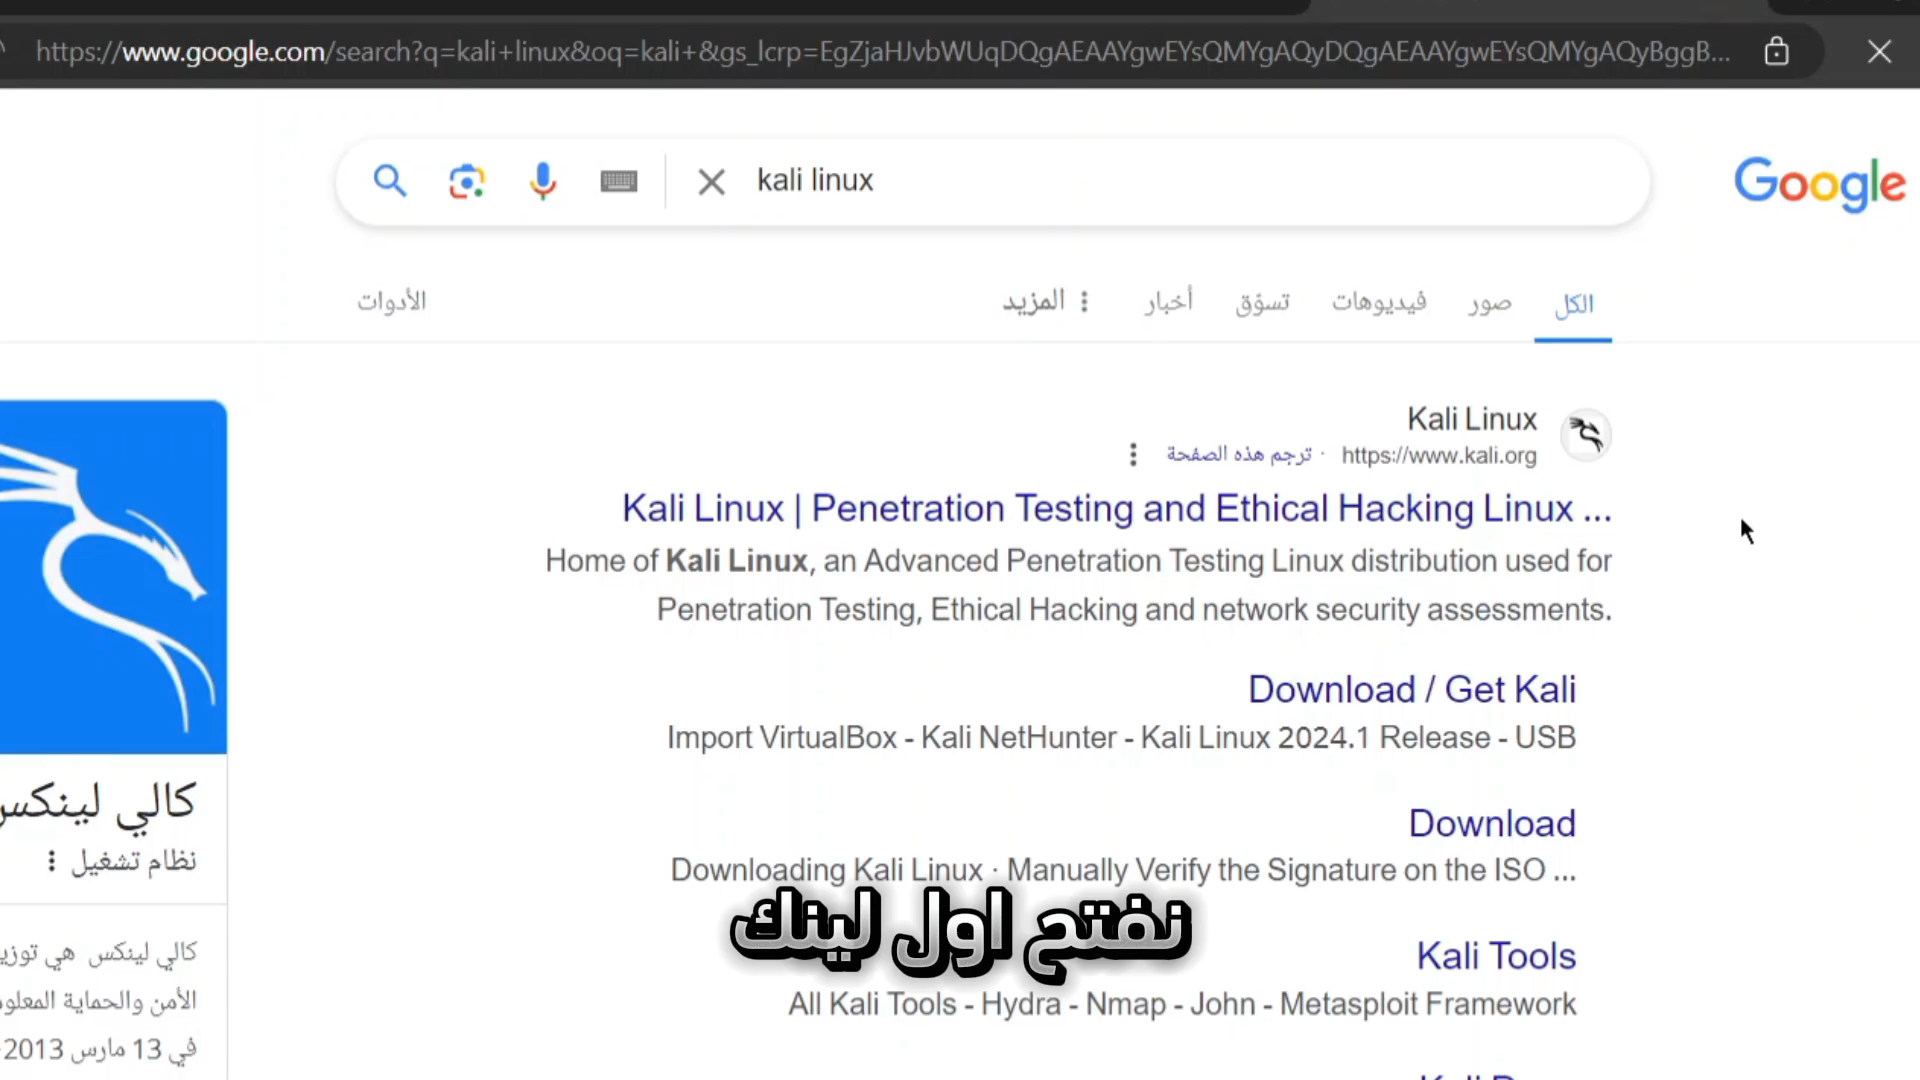 https://www.google.com/search?q=kali+linux&oq=kali+&gs_lcrp=EgZjaHJvbWUqDQgAEAAYgwEYsQMYgAQyDQgAEAAYgwEYsQMYgAQyBggB...
kali linux
Google
الكل صور فيديوهات تسوّق أخبار المزيد الأدوات
Kali Linux
https://www.kali.org · ترجم هذه الصفحة
Kali Linux | Penetration Testing and Ethical Hacking Linux ...
Home of Kali Linux, an Advanced Penetration Testing Linux distribution used for
Penetration Testing, Ethical Hacking and network security assessments.
Download / Get Kali
Import VirtualBox - Kali NetHunter - Kali Linux 2024.1 Release - USB
Download
Downloading Kali Linux · Manually Verify the Signature on the ISO ...
Kali Tools
All Kali Tools - Hydra - Nmap - John - Metasploit Framework
كالي لينكس
نظام تشغيل
كالي لينكس هي
الأمن والحماية
في 13 مارس 2013
نفتح اول لينك